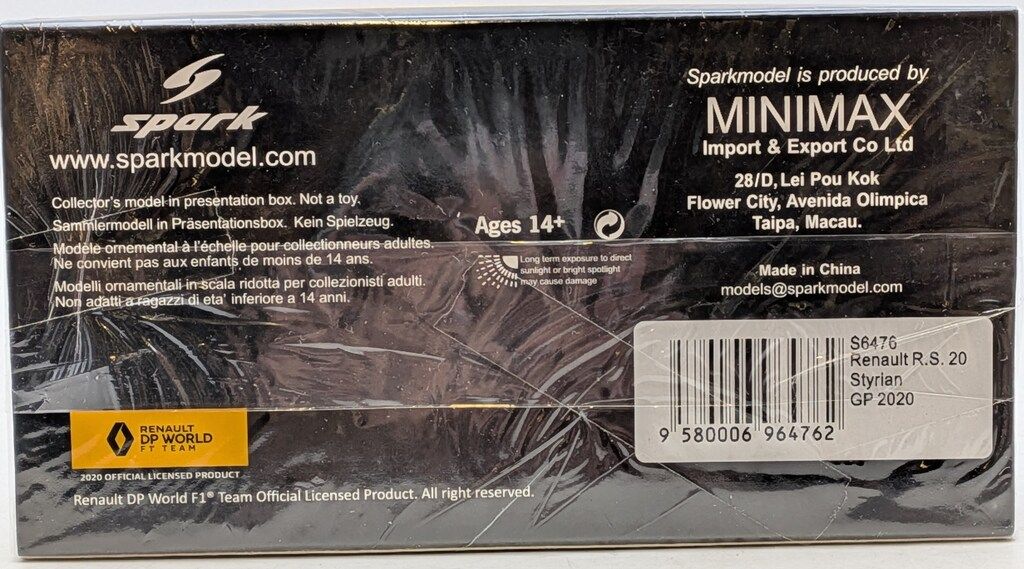 spark
www.sparkmodel.com
Collector's model in presentation box. Not a toy.
Sammlermodell in Präsentationsbox. Kein Spielzeug.
Modèle ornemental à l'échelle pour collectionneurs adultes.
Ne convient pas aux enfants de moins de 14 ans.
Modelli ornamentali in scala ridotta per collezionisti adulti.
Non adatti a ragazzi di eta' inferiore a 14 anni.
Ages 14+
Long term exposure to direct
sunlight or bright spotlight
may cause damage
Sparkmodel is produced by
MINIMAX
Import & Export Co Ltd
28/D, Lei Pou Kok
Flower City, Avenida Olimpica
Taipa, Macau.
Made in China
models@sparkmodel.com
S6476
Renault R.S. 20
Styrian
GP 2020
9 580006 964762
RENAULT
DP WORLD
F1 TEAM
2020 OFFICIAL LICENSED PRODUCT
Renault DP World F1® Team Official Licensed Product. All right reserved.